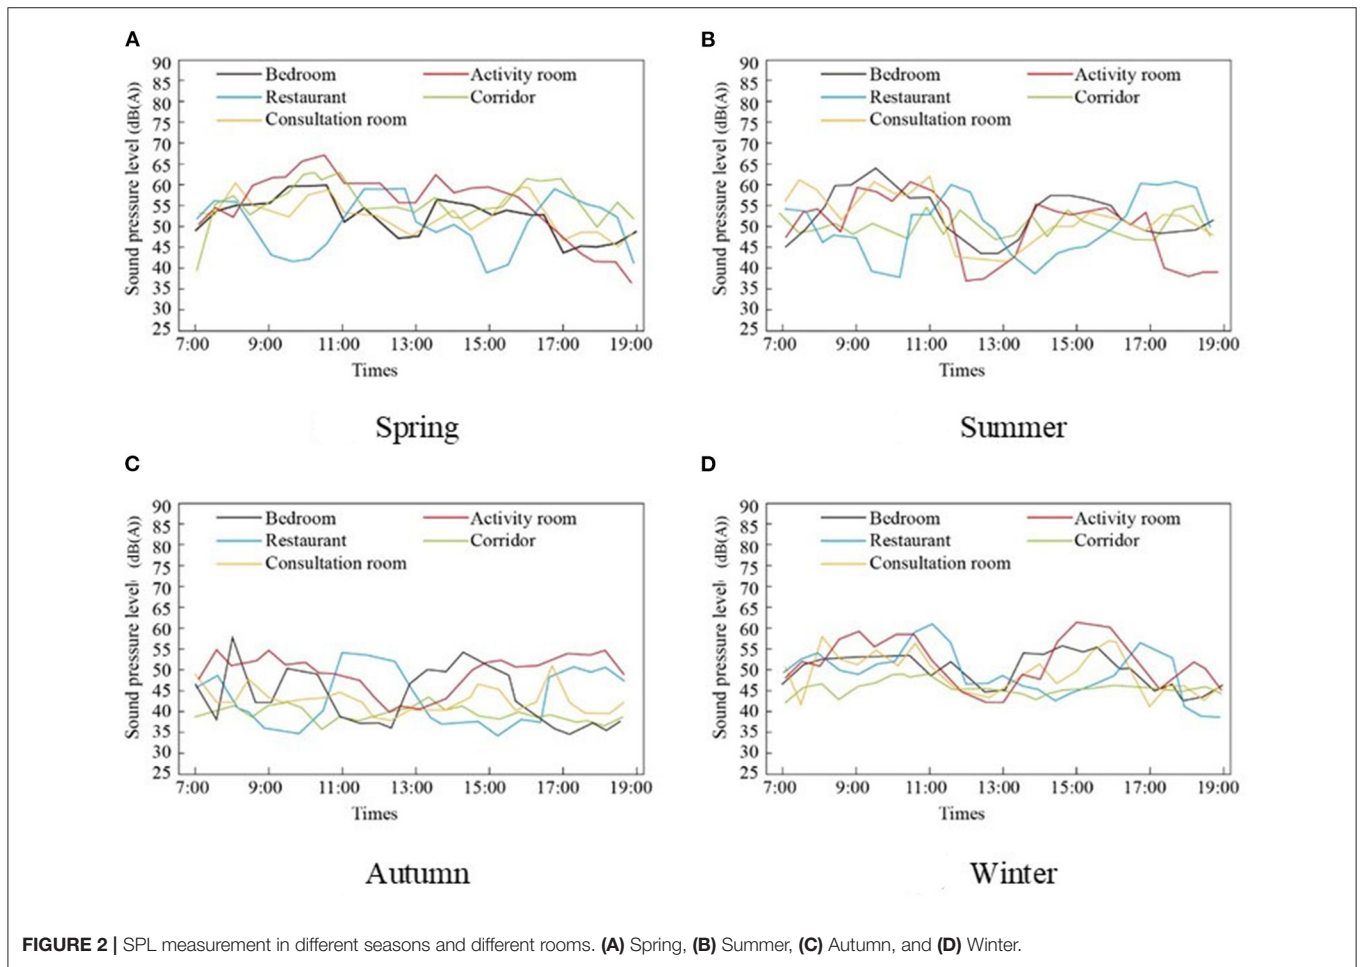 A
90
85
80
75
70
65
60
55
50
45
40
35
30
25
Sound pressure level (dB(A))
Bedroom
Activity room
Restaurant
Corridor
Consultation room
7:00 9:00 11:00 13:00 15:00 17:00 19:00
Times
Spring
B
90
85
80
75
70
65
60
55
50
45
40
35
30
25
Sound pressure level (dB(A))
Bedroom
Activity room
Restaurant
Corridor
Consultation room
7:00 9:00 11:00 13:00 15:00 17:00 19:00
Times
Summer
C
90
85
80
75
70
65
60
55
50
45
40
35
30
25
Sound pressure level (dB(A))
Bedroom
Activity room
Restaurant
Corridor
Consultation room
7:00 9:00 11:00 13:00 15:00 17:00 19:00
Times
Autumn
D
90
85
80
75
70
65
60
55
50
45
40
35
30
25
Sound pressure level (dB(A))
Bedroom
Activity room
Restaurant
Corridor
Consultation room
7:00 9:00 11:00 13:00 15:00 17:00 19:00
Times
Winter
FIGURE 2 | SPL measurement in different seasons and different rooms. (A) Spring, (B) Summer, (C) Autumn, and (D) Winter.